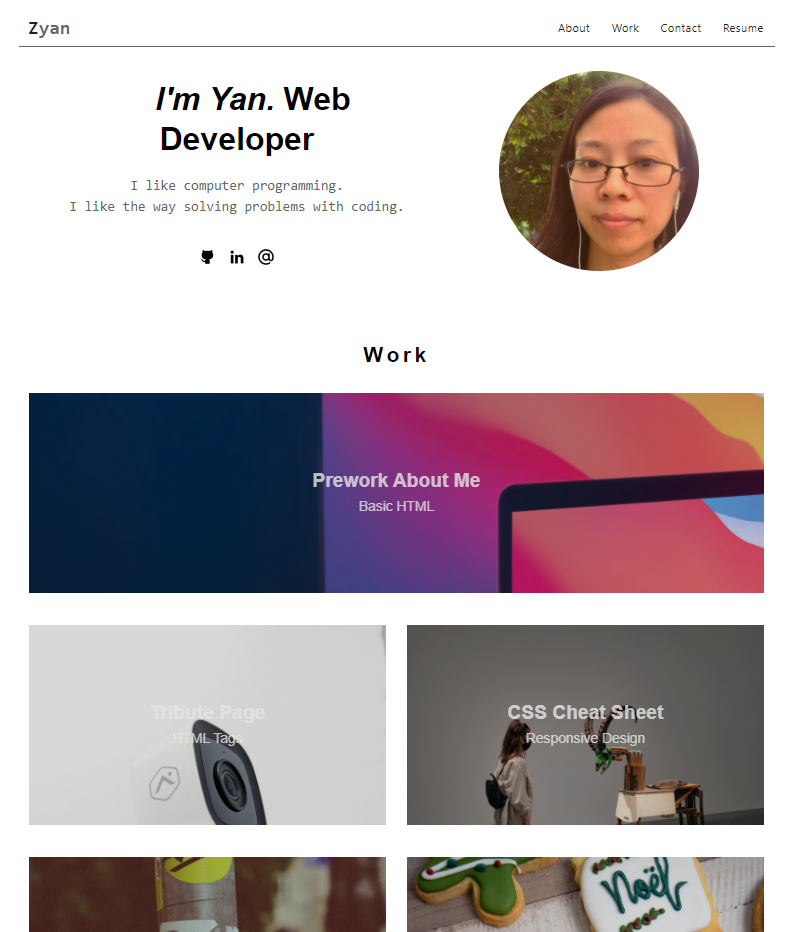 Zyan
About Work Contact Resume
I'm Yan. Web
Developer
I like computer programming.
I like the way solving problems with coding.
Work
Prework About Me
Basic HTML
Tribute Page
HTML Tags
CSS Cheat Sheet
Responsive Design
Noël